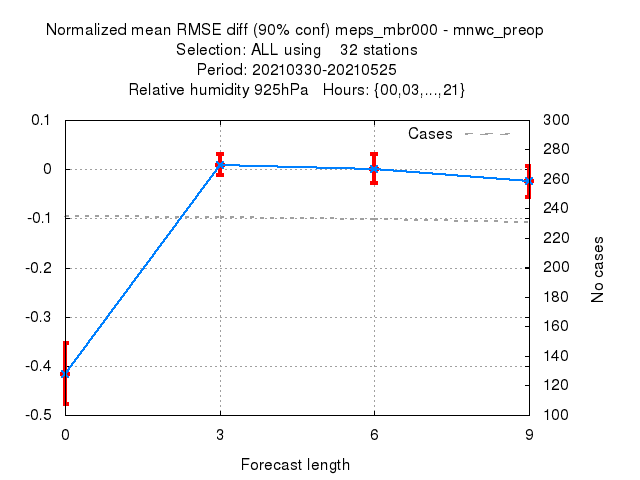 Normalized mean RMSE diff (90% conf) meps_mbr000 - mnwc_preop
Selection: ALL using    32 stations
Period: 20210330-20210525
Relative humidity 925hPa   Hours: {00,03,...,21}
Cases
0.1
0
-0.1
-0.2
-0.3
-0.4
-0.5
300
280
260
240
220
200
180
160
140
120
100
No cases
0 3 6 9
Forecast length